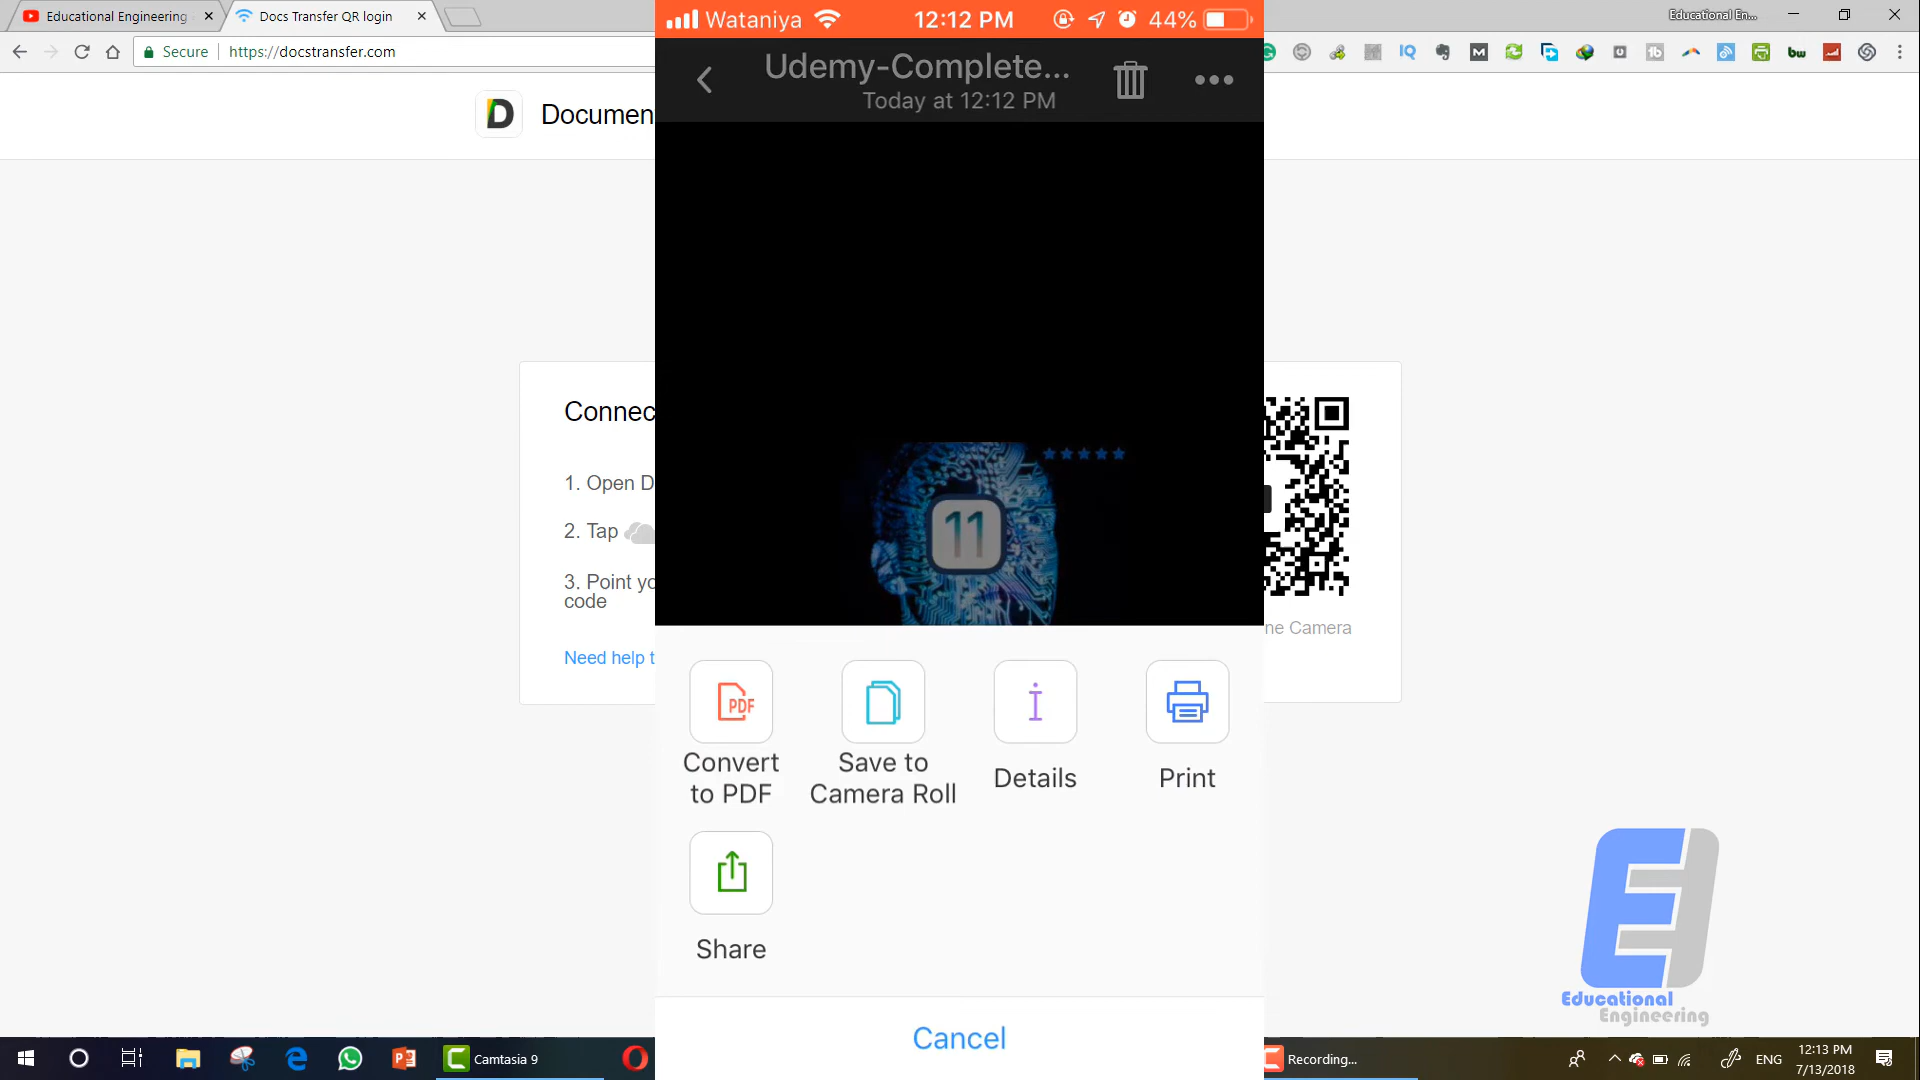 Educational Engineering
Docs Transfer QR login
Educational En...
Secure
https://docstransfer.com
Wataniya
12:12 PM
44%
Udemy-Complete...
Today at 12:12 PM
Documen
D
Connec
1. Open D
2. Tap
3. Point yo
code
Need help t
ne Camera
11
PDF
Convert
to PDF
Save to
Camera Roll
Details
Print
Share
Cancel
Educational
Engineering
Camtasia 9
Recording...
ENG
12:13 PM
7/13/2018